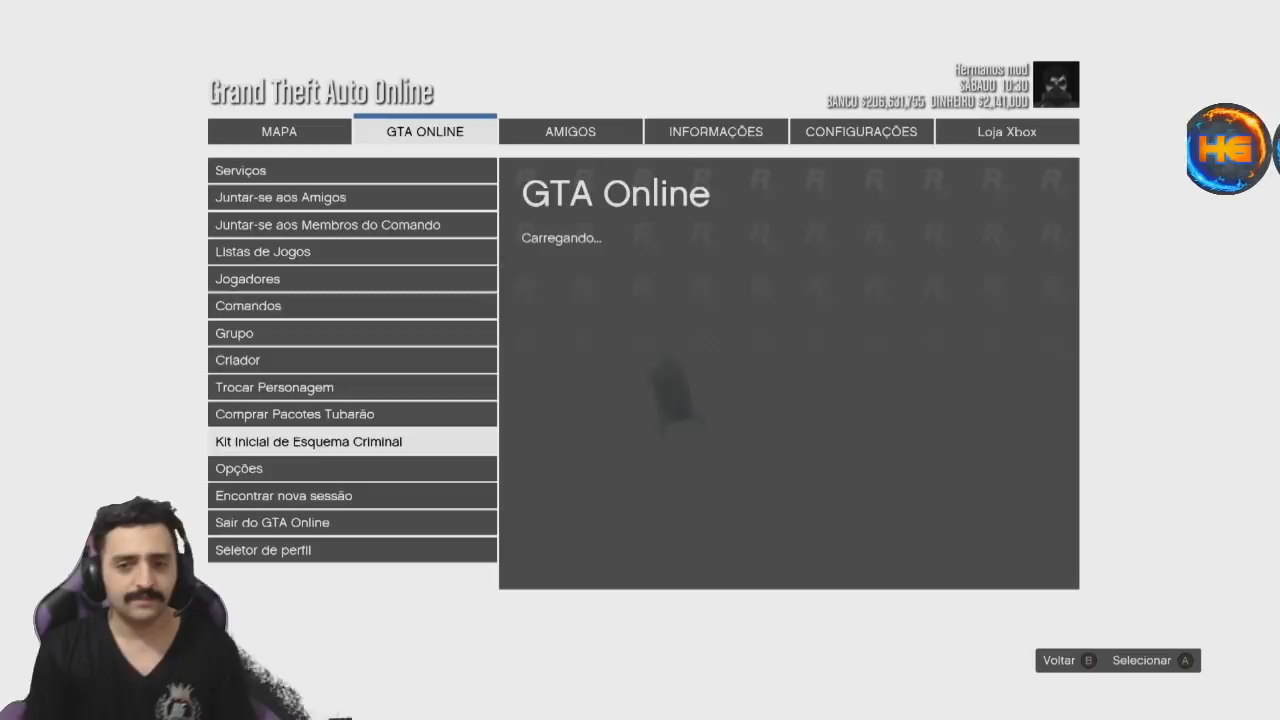 Grand Theft Auto Online
Hermanos mod
SÁBADO 10:30
BANCO $206,631,755 DINHEIRO $2,141,000
MAPA
GTA ONLINE
AMIGOS
INFORMAÇÕES
CONFIGURAÇÕES
Loja Xbox
Serviços
Juntar-se aos Amigos
Juntar-se aos Membros do Comando
Listas de Jogos
Jogadores
Comandos
Grupo
Criador
Trocar Personagem
Comprar Pacotes Tubarão
Kit Inicial de Esquema Criminal
Opções
Encontrar nova sessão
Sair do GTA Online
Seletor de perfil
GTA Online
Carregando...
HG
Voltar B Selecionar A